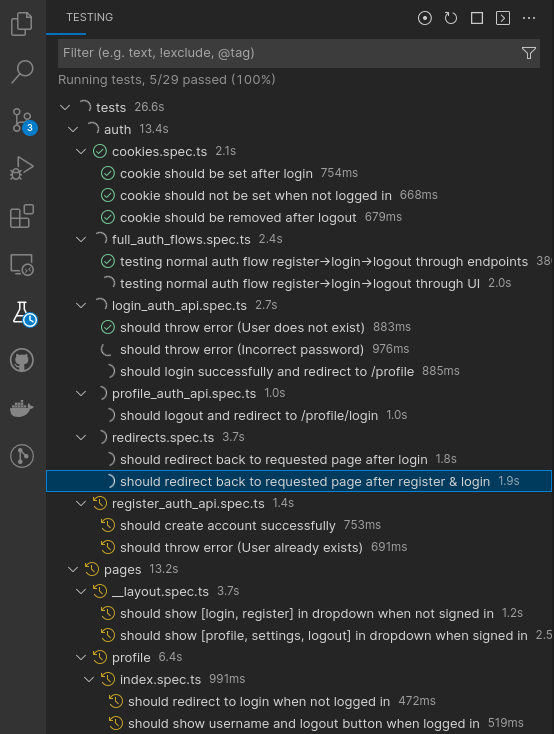 TESTING
Filter (e.g. text, !exclude, @tag)
Running tests, 5/29 passed (100%)
tests 26.6s
auth 13.4s
cookies.spec.ts 2.1s
cookie should be set after login 754ms
cookie should not be set when not logged in 668ms
cookie should be removed after logout 679ms
full_auth_flows.spec.ts 2.4s
testing normal auth flow register→login→logout through endpoints 38
testing normal auth flow register→login→logout through UI 2.0s
login_auth_api.spec.ts 2.7s
should throw error (User does not exist) 883ms
should throw error (Incorrect password) 976ms
should login successfully and redirect to /profile 885ms
profile_auth_api.spec.ts 1.0s
should logout and redirect to /profile/login 1.0s
redirects.spec.ts 3.7s
should redirect back to requested page after login 1.8s
should redirect back to requested page after register & login 1.9s
register_auth_api.spec.ts 1.4s
should create account successfully 753ms
should throw error (User already exists) 691ms
pages 13.2s
__layout.spec.ts 3.7s
should show [login, register] in dropdown when not signed in 1.2s
should show [profile, settings, logout] in dropdown when signed in 2.5
profile 6.4s
index.spec.ts 991ms
should redirect to login when not logged in 472ms
should show username and logout button when logged in 519ms
3